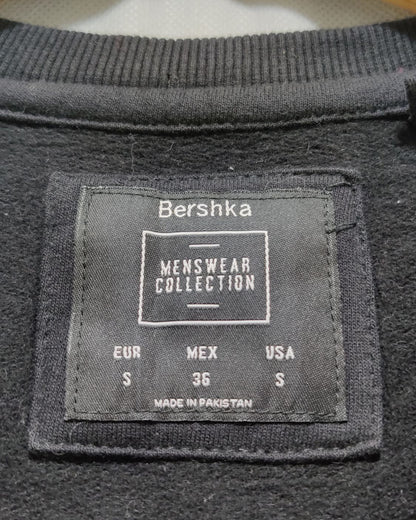 Bershka
MENSWEAR
COLLECTION
EUR MEX USA
S 36 S
MADE IN PAKISTAN